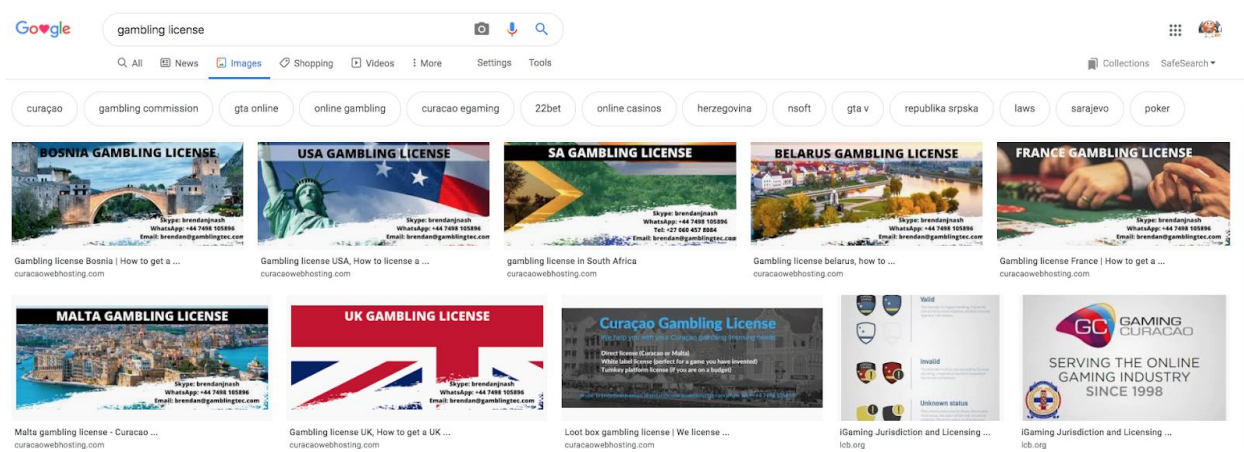 Google
gambling license
All News Images Shopping Videos More Settings Tools
Collections SafeSearch
curaçao gambling commission gta online online gambling curacao egaming 22bet online casinos herzegovina nsoft gta v republika srpska laws sarajevo poker
BOSNIA GAMBLING LICENSE
Skype: brendanjnash
WhatsApp: +44 7498 105896
Email: brendan@gamblingtec.com
USA GAMBLING LICENSE
Skype: brendanjnash
WhatsApp: +44 7498 105896
Email: brendan@gamblingtec.com
SA GAMBLING LICENSE
Skype: brendanjnash
WhatsApp: +44 7498 105896
Tel: +27 060 457 8084
Email: brendan@gamblingtec.com
BELARUS GAMBLING LICENSE
Skype: brendanjnash
WhatsApp: +44 7498 105896
Email: brendan@gamblingtec.com
FRANCE GAMBLING LICENSE
Skype: brendanjnash
WhatsApp: +44 7498 105896
Email: brendan@gamblingtec.com
Gambling license Bosnia | How to get a ...
curacaowebhosting.com
Gambling license USA, How to license a ...
curacaowebhosting.com
gambling license in South Africa
curacaowebhosting.com
Gambling license belarus, how to ...
curacaowebhosting.com
Gambling license France | How to get a ...
curacaowebhosting.com
MALTA GAMBLING LICENSE
Skype: brendanjnash
WhatsApp: +44 7498 105896
Email: brendan@gamblingtec.com
UK GAMBLING LICENSE
Skype: brendanjnash
WhatsApp: +44 7498 105896
Email: brendan@gamblingtec.com
Curaçao Gambling License
We help you with your Curaçao gambling licensing needs
Direct license (Curacao or Malta)
White label license (perfect for a game you have invented)
Turnkey platform license (if you are on a budget)
Valid
Invalid
Unknown status
GC GAMING
CURACAO
SERVING THE ONLINE
GAMING INDUSTRY
SINCE 1998
Malta gambling license - Curacao ...
curacaowebhosting.com
Gambling license UK, How to get a UK ...
curacaowebhosting.com
Loot box gambling license | We license ...
curacaowebhosting.com
iGaming Jurisdiction and Licensing ...
lcb.org
iGaming Jurisdiction and Licensing ...
lcb.org